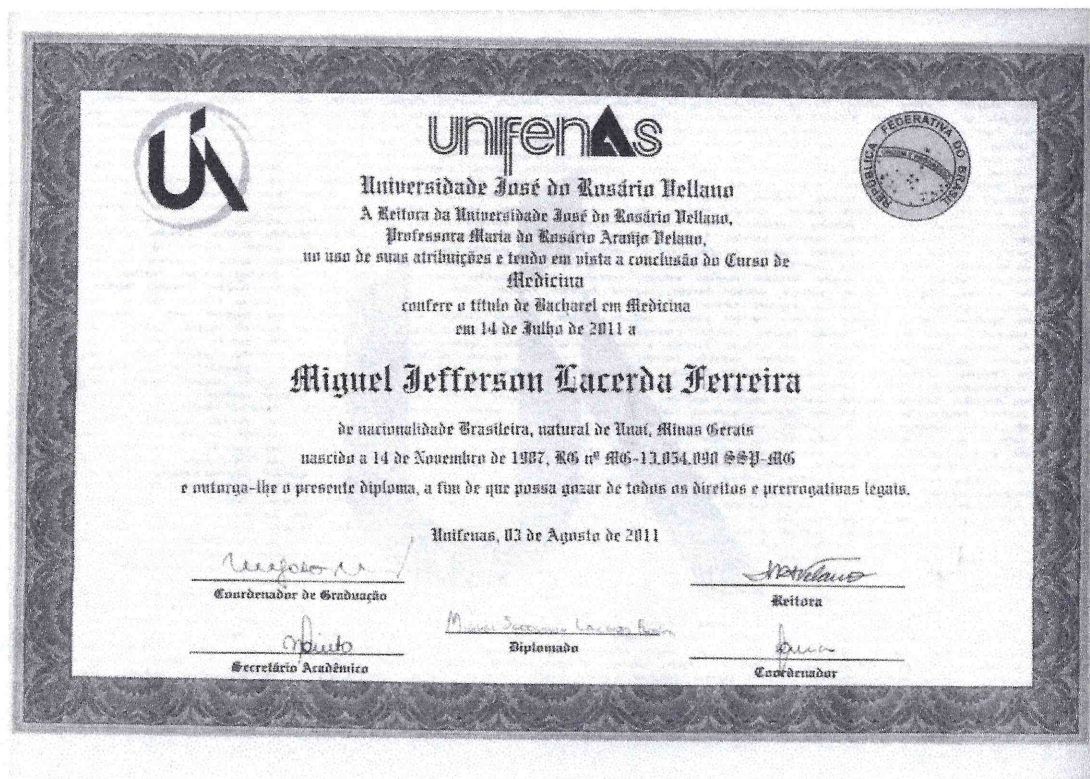 unifenas
REPÚBLICA FEDERATIVA DO BRASIL
Universidade José do Rosário Vellano
A Reitora da Universidade José do Rosário Vellano,
Professora Maria do Rosário Araújo Velano,
no uso de suas atribuições e tendo em vista a conclusão do Curso de
Medicina
confere o título de Bacharel em Medicina
em 14 de Julho de 2011 a
Miguel Jefferson Lacerda Ferreira
de nacionalidade Brasileira, natural de Unaí, Minas Gerais
nascido a 14 de Novembro de 1987, RG nº MG-13.054.090 SSP-MG
e outorga-lhe o presente diploma, a fim de que possa gozar de todos os direitos e prerrogativas legais.
Unifenas, 03 de Agosto de 2011
Coordenador de Graduação
Reitora
Miguel Jefferson Lacerda
Diplomado
Secretário Acadêmico
Coordenador